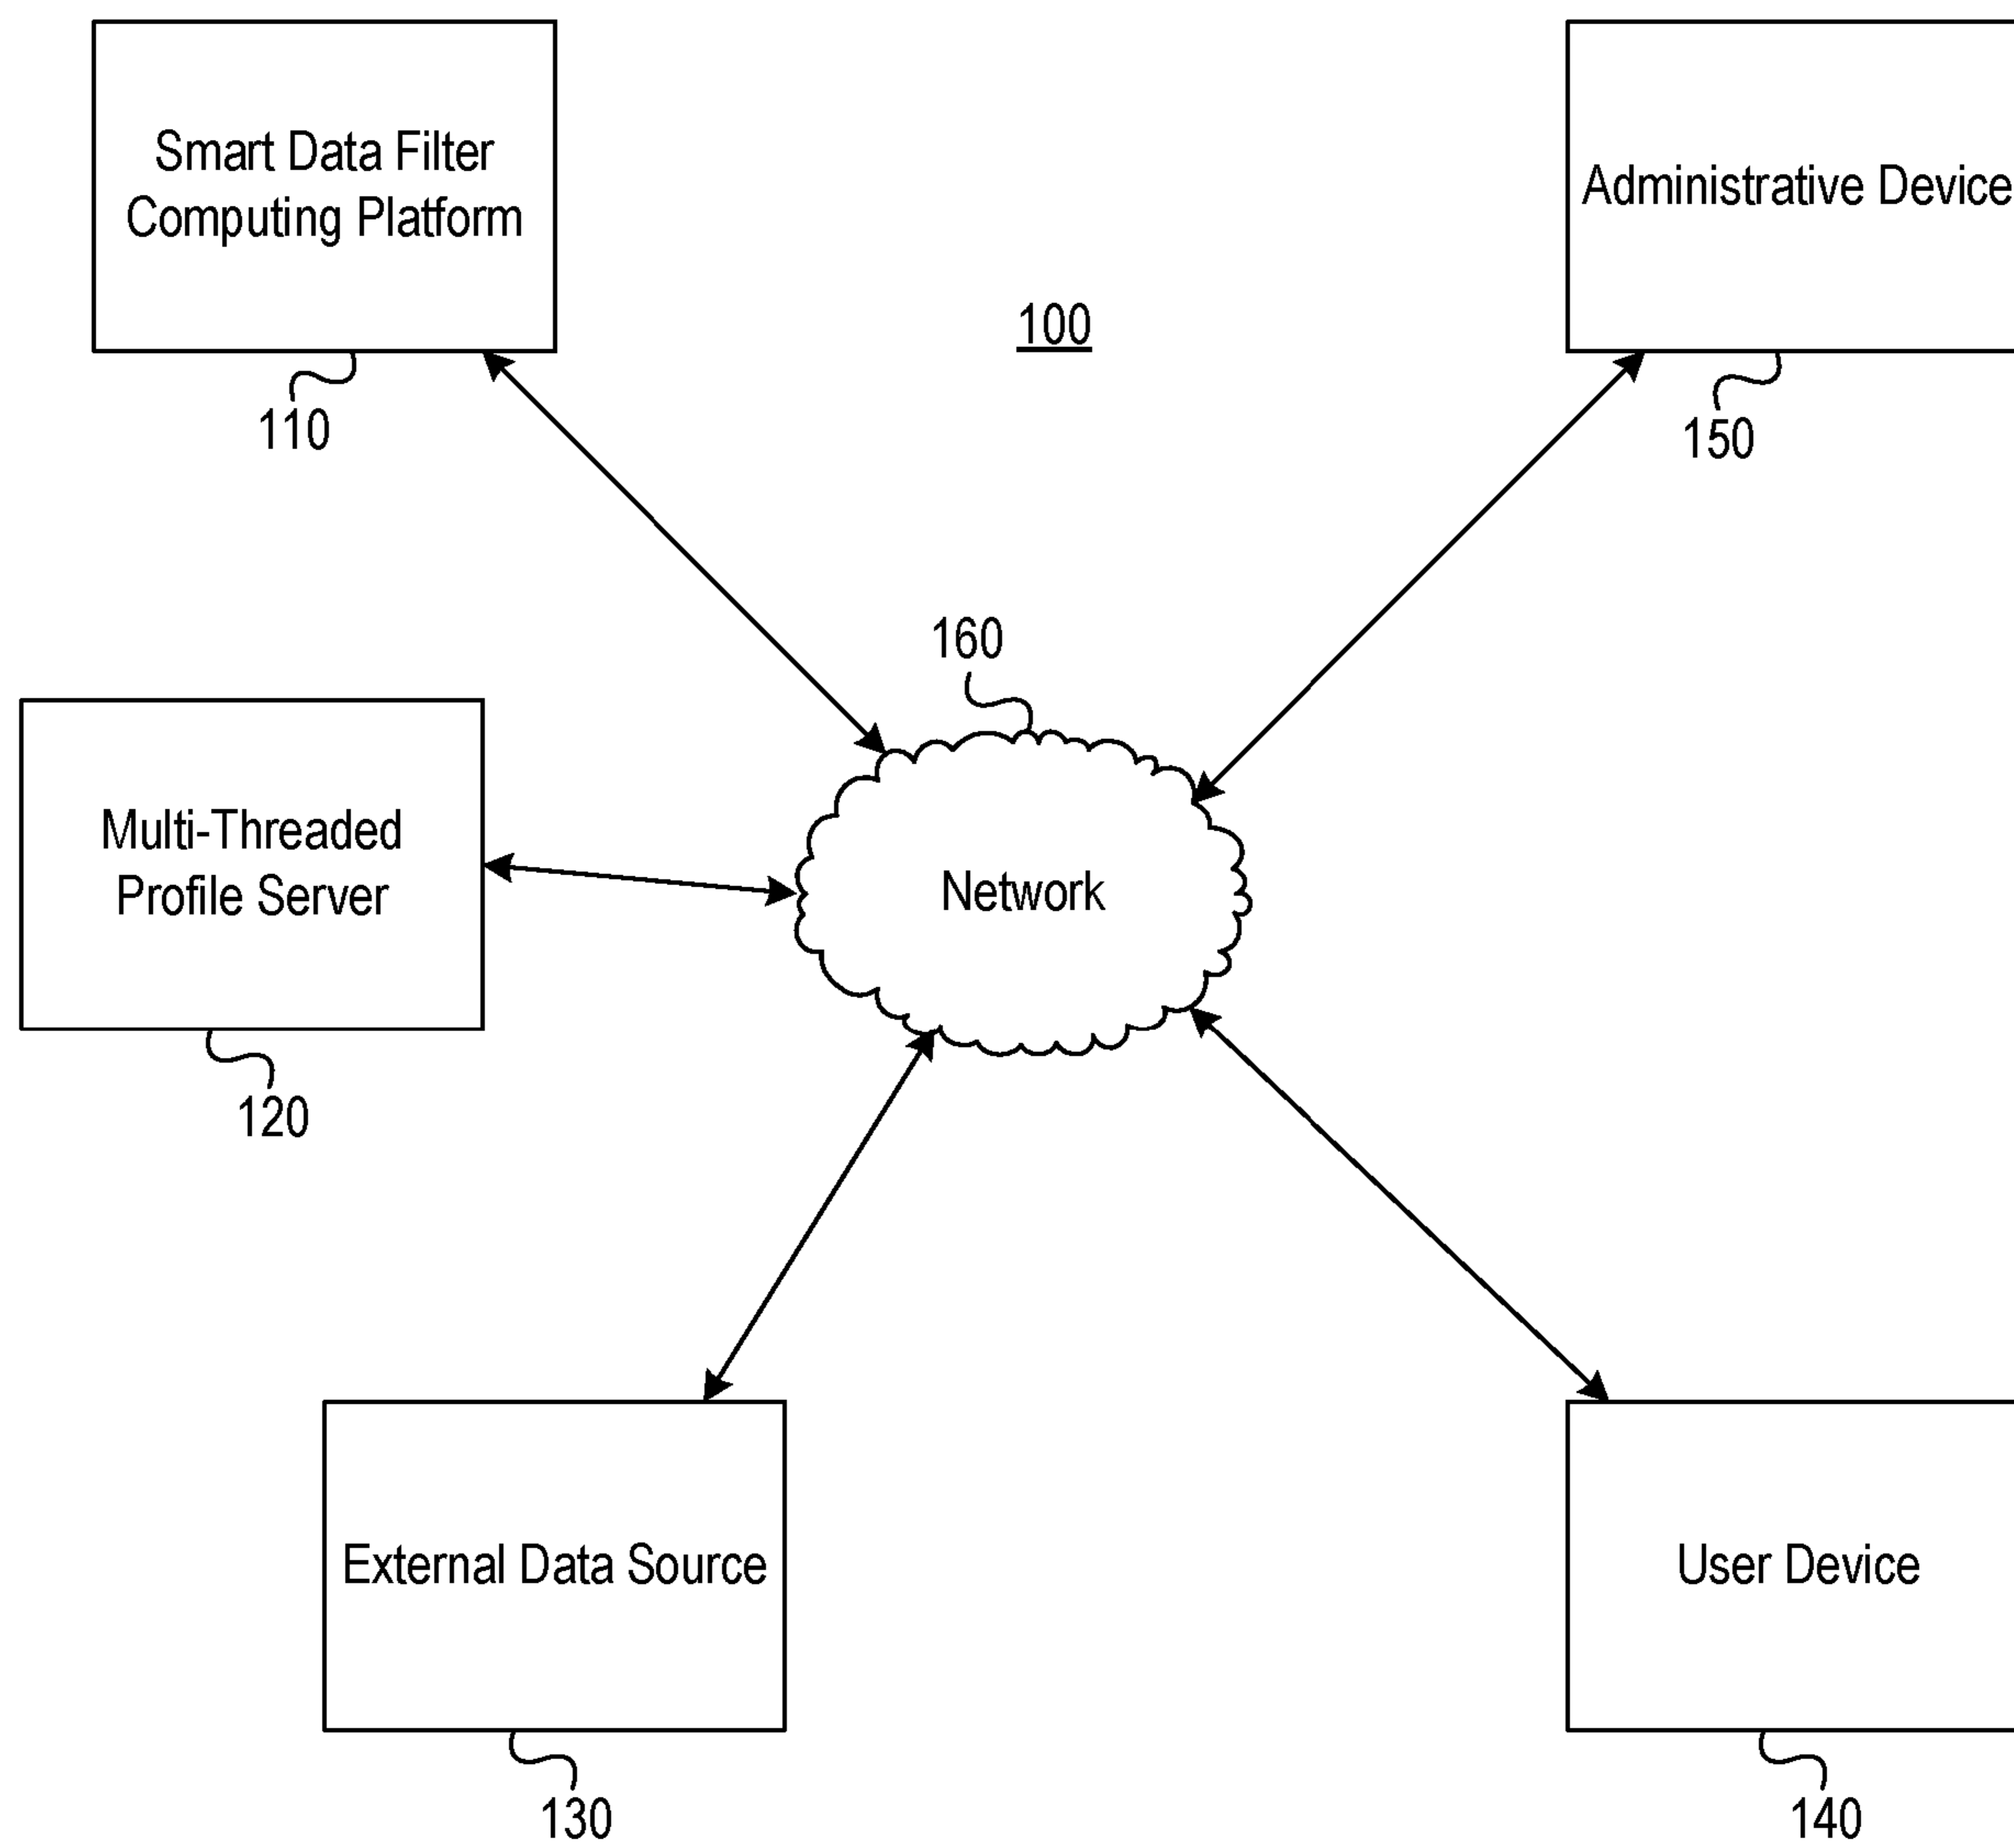 Smart Data Filter
Computing Platform
110
100
Administrative Device
150
160
Network
Multi-Threaded
Profile Server
120
External Data Source
130
User Device
140